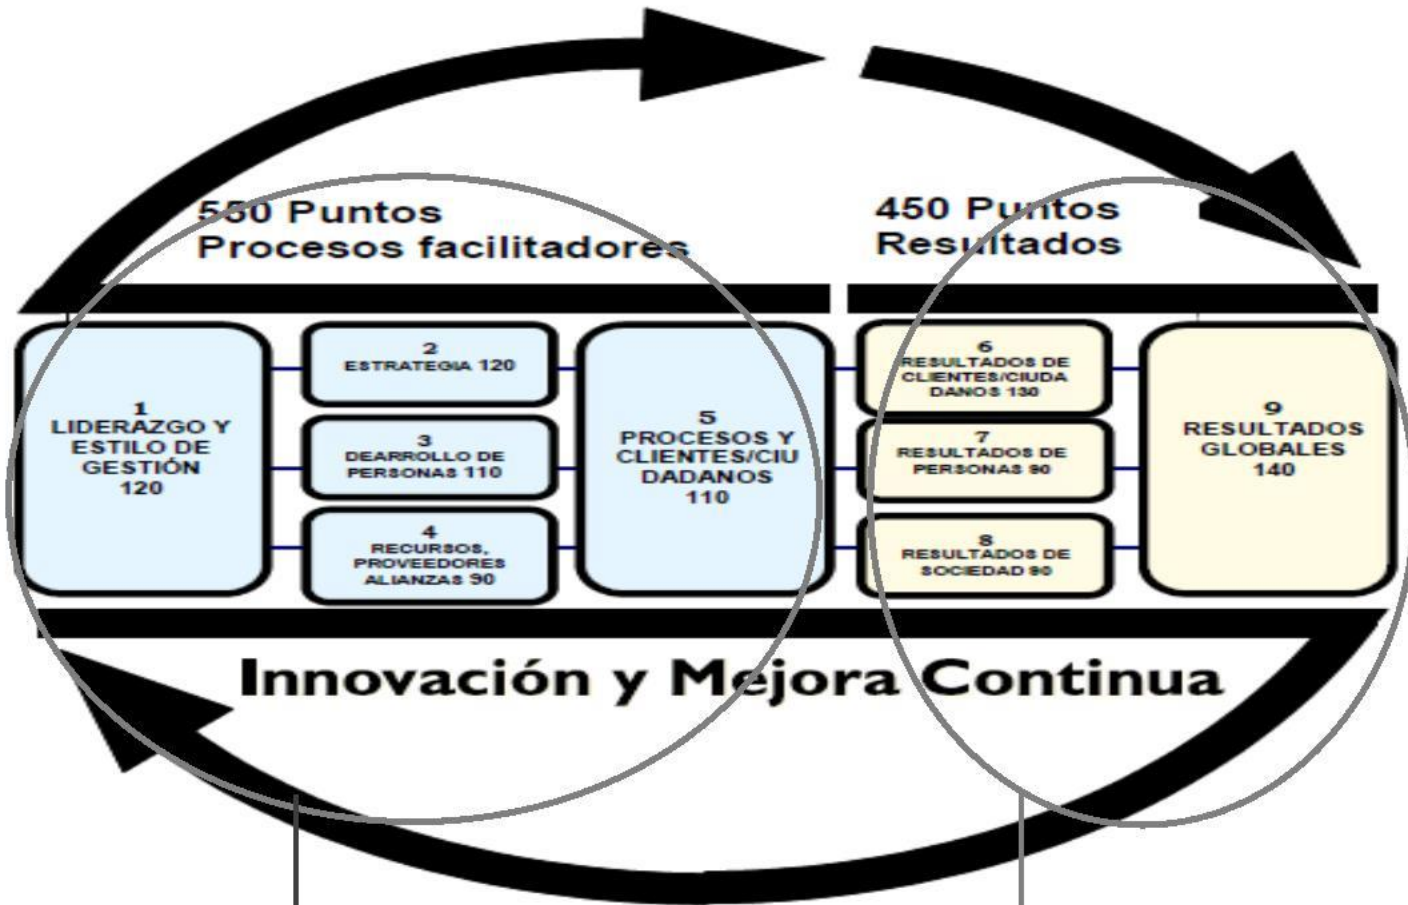 550 Puntos
Procesos facilitadores
450 Puntos
Resultados
1
LIDERAZGO Y
ESTILO DE
GESTIÓN
120
2
ESTRATEGIA 120
3
DEARROLLO DE
PERSONAS 110
4
RECURSOS,
PROVEEDORES
ALIANZAS 90
5
PROCESOS Y
CLIENTES/CIU
DADANOS
110
6
RESULTADOS DE
CLIENTES/CIUDA
DANOS 130
7
RESULTADOS DE
PERSONAS 90
8
RESULTADOS DE
SOCIEDAD 90
9
RESULTADOS
GLOBALES
140
Innovación y Mejora Continua